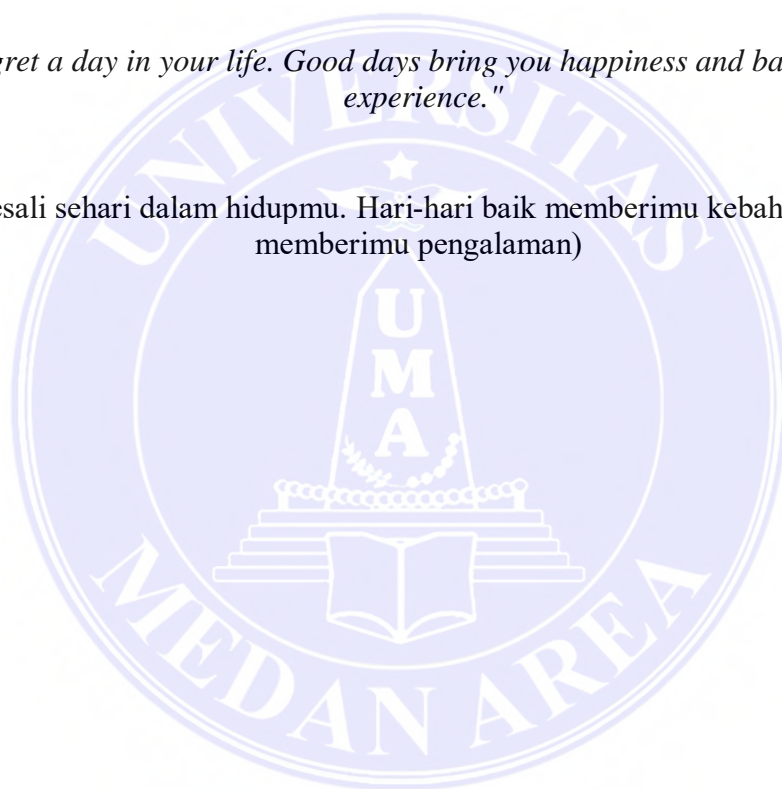 gret a day in your life. Good days bring you happiness and ba
experience."
esali sehari dalam hidupmu. Hari-hari baik memberimu kebah
memberimu pengalaman)
UNIVERSITAS
UMA
MEDAN AREA